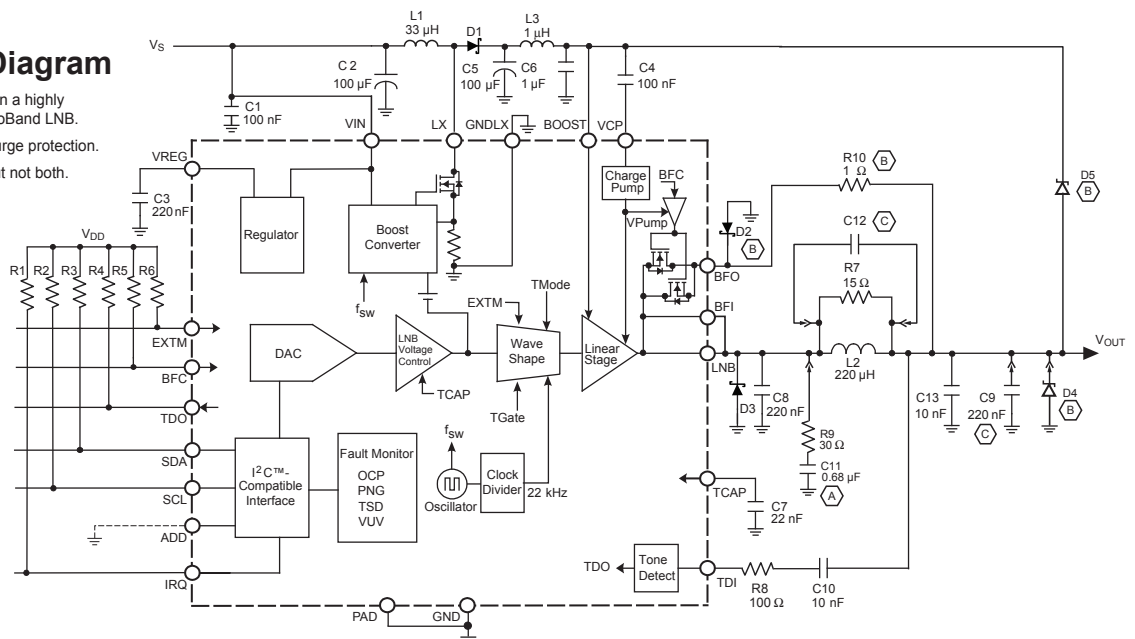 Diagram
n a highly
oBand LNB.
urge protection.
t not both.
VS
L1
33 µH
D1
L3
1 µH
C2
100 µF
C5
100 µF
C6
1 µF
C4
100 nF
C1
100 nF
VIN
LX
GNDLX
BOOST
VCP
VREG
C3
220 nF
R10
1 Ω
B
D5
B
Charge
Pump
BFC
VPump
D2
B
C12
C
R7
15 Ω
BFO
Regulator
Boost
Converter
VDD
R1
R2
R3
R4
R5
R6
fsw
TMode
EXTM
BFI
EXTM
DAC
LNB
Voltage
Control
Wave
Shape
Linear
Stage
LNB
L2
220 µH
VOUT
BFC
TCAP
TGate
D3
C8
220 nF
C13
10 nF
C9
220 nF
C
D4
B
TDO
R9
30 Ω
C11
0.68 µF
A
SDA
I2C™-
Compatible
Interface
Fault Monitor
OCP
PNG
TSD
VUV
fsw
Oscillator
Clock
Divider
22 kHz
TCAP
C7
22 nF
SCL
ADD
IRQ
TDO
Tone
Detect
TDI
R8
100 Ω
C10
10 nF
PAD
GND